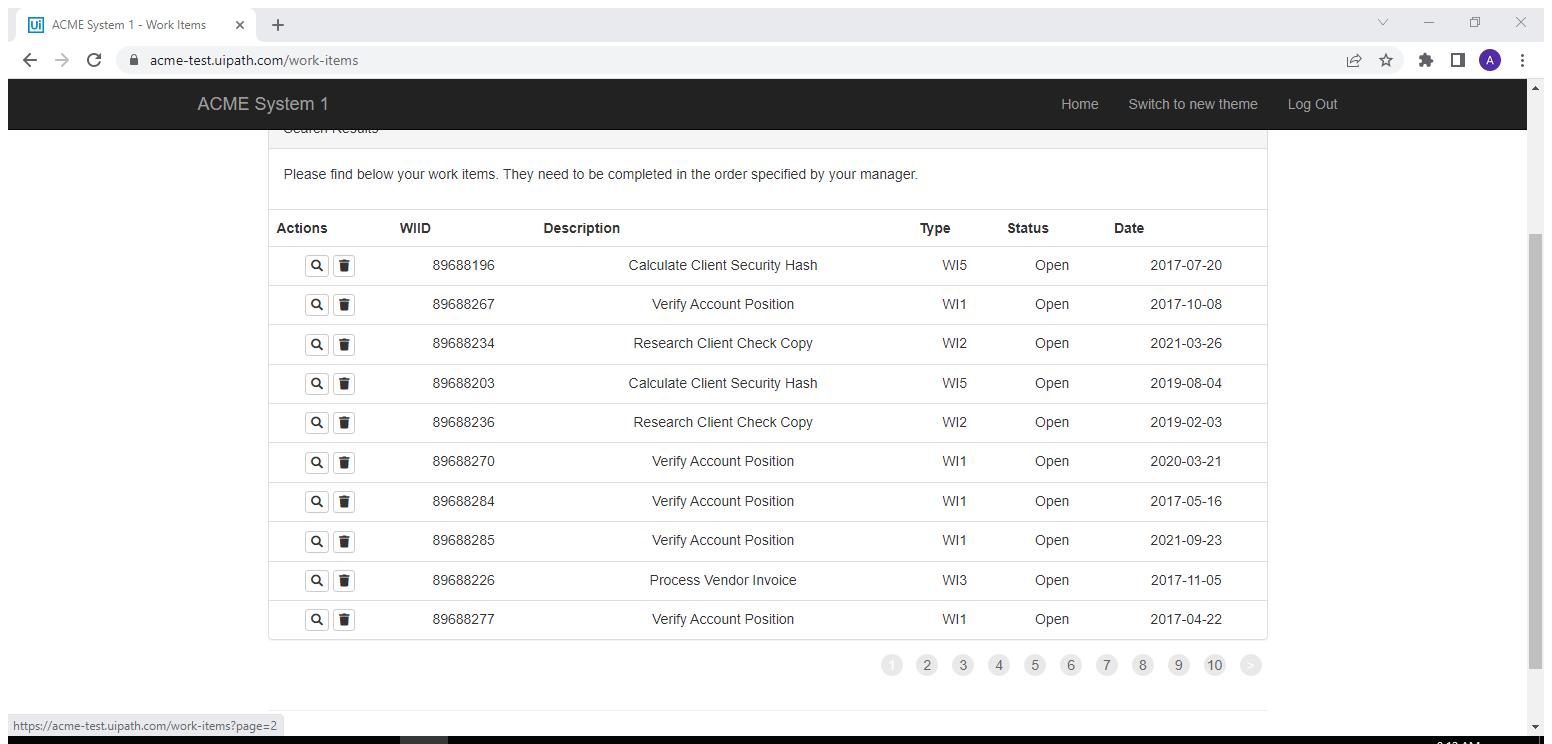 ACME System 1 - Work Items
acme-test.uipath.com/work-items
A
ACME System 1 Home Switch to new theme Log Out
Search Results
Please find below your work items. They need to be completed in the order specified by your manager.
Actions WIID Description Type Status Date
89688196 Calculate Client Security Hash WI5 Open 2017-07-20
89688267 Verify Account Position WI1 Open 2017-10-08
89688234 Research Client Check Copy WI2 Open 2021-03-26
89688203 Calculate Client Security Hash WI5 Open 2019-08-04
89688236 Research Client Check Copy WI2 Open 2019-02-03
89688270 Verify Account Position WI1 Open 2020-03-21
89688284 Verify Account Position WI1 Open 2017-05-16
89688285 Verify Account Position WI1 Open 2021-09-23
89688226 Process Vendor Invoice WI3 Open 2017-11-05
89688277 Verify Account Position WI1 Open 2017-04-22
1 2 3 4 5 6 7 8 9 10 >
https://acme-test.uipath.com/work-items?page=2